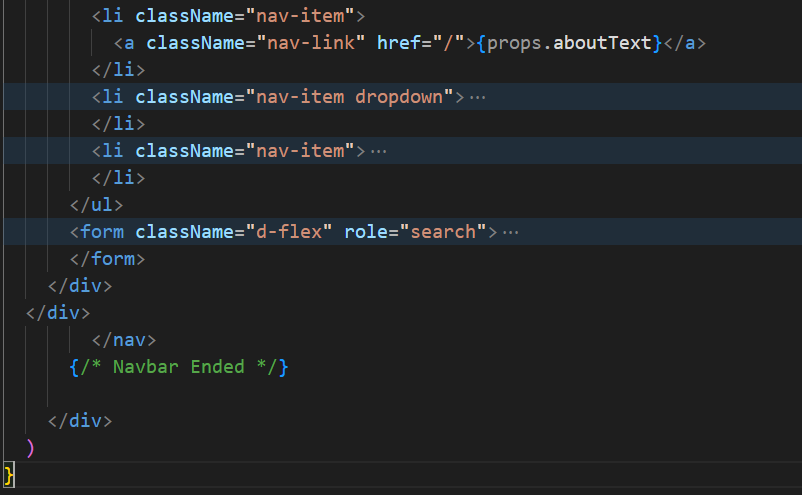 <li className="nav-item">
<a className="nav-link" href="/">{props.aboutText}</a>
</li>
<li className="nav-item dropdown">…
</li>
<li className="nav-item">…
</li>
</ul>
<form className="d-flex" role="search">…
</form>
</div>
</div>
</nav>
{/* Navbar Ended */}
</div>
)
}